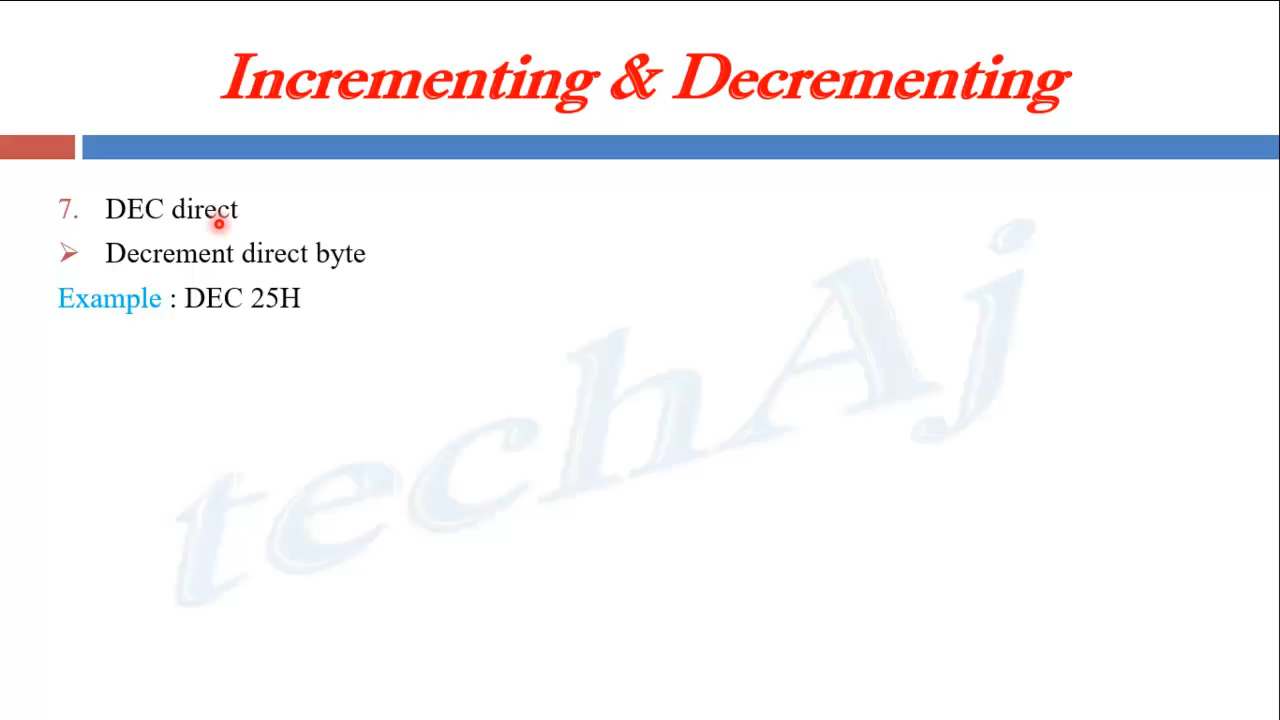 Incrementing & Decrementing
7. DEC direct
➢ Decrement direct byte
Example : DEC 25H
techAj